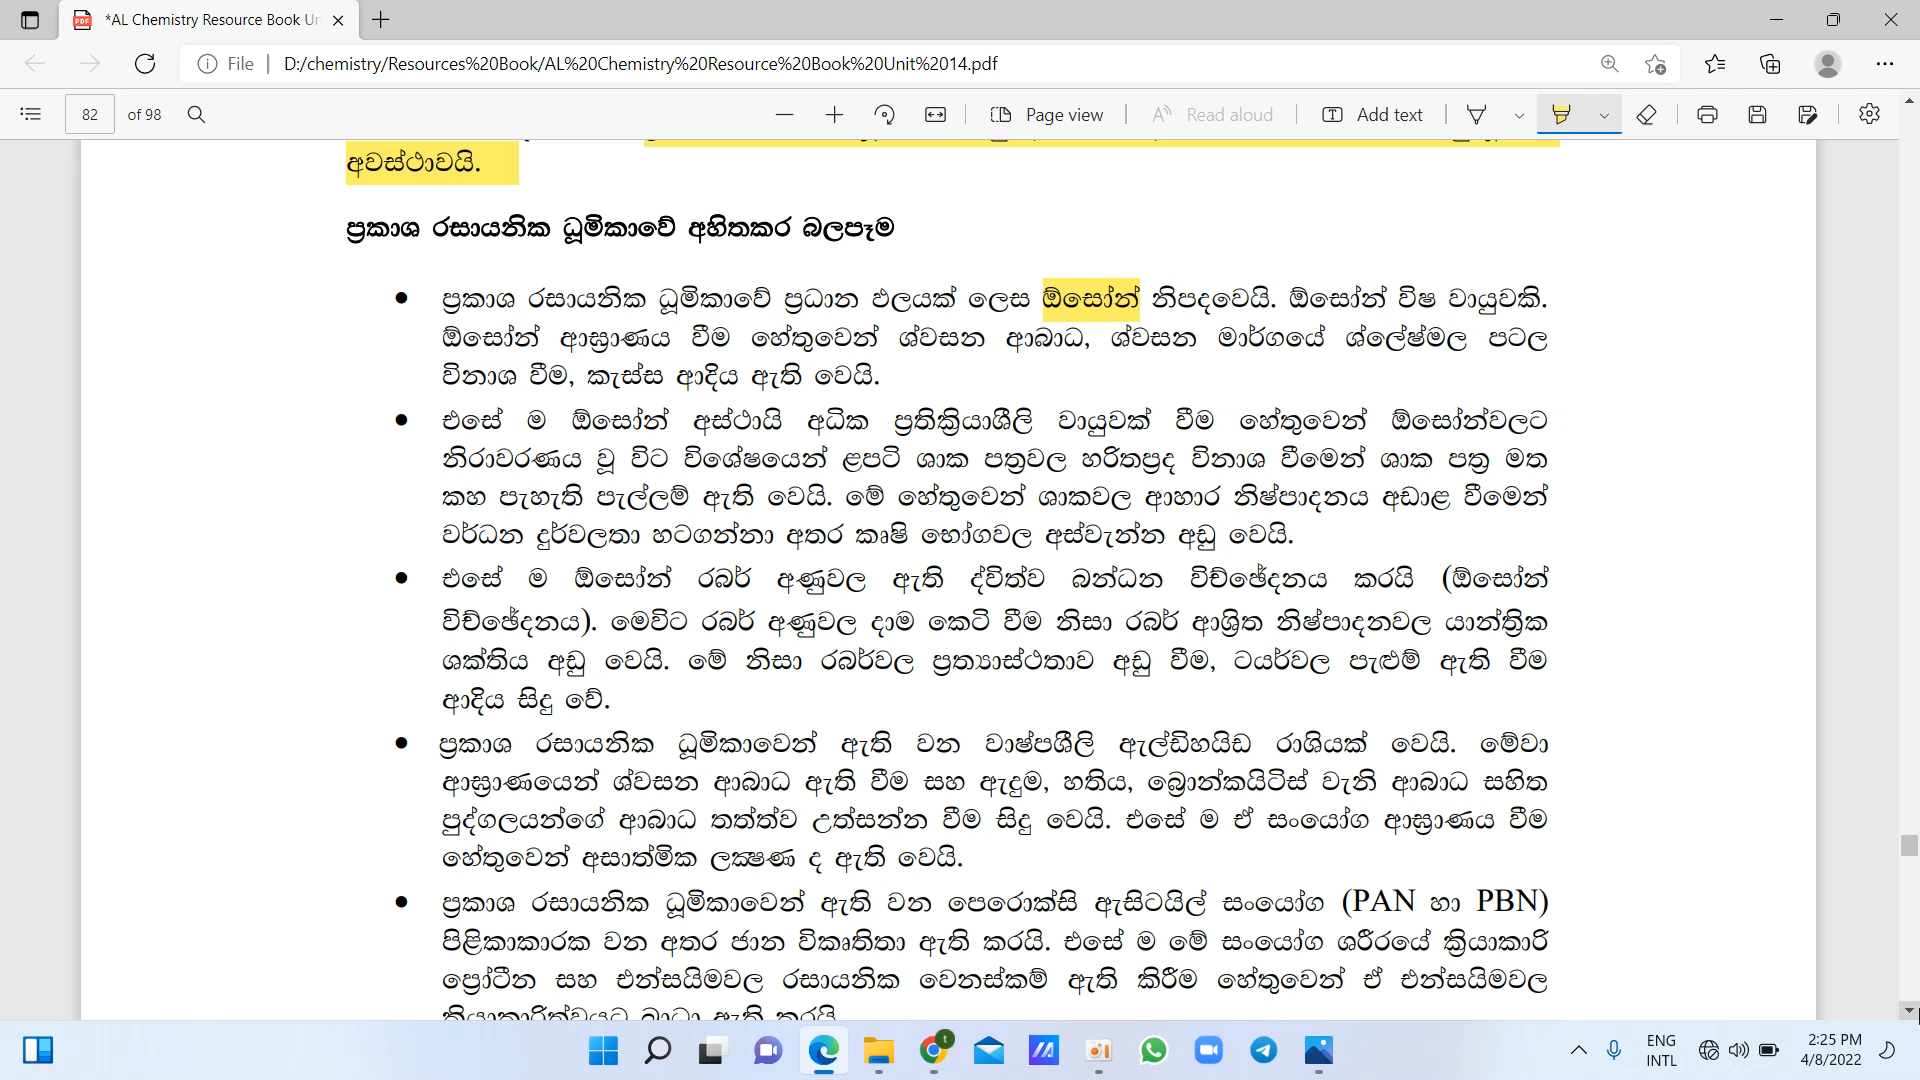 *AL Chemistry Resource Book Un
File
D:/chemistry/Resources%20Book/AL%20Chemistry%20Resource%20Book%20Unit%2014.pdf
82 of 98
Page view
Read aloud
Add text
අවස්ථාවයි.
ප්‍රකාශ රසායනික ධූමිකාවේ අහිතකර බලපෑම
• ප්‍රකාශ රසායනික ධූමිකාවේ ප්‍රධාන ඵලයක් ලෙස ඕසෝන් නිපදවෙයි. ඕසෝන් විෂ වායුවකි.
ඕසෝන් ආඝ්‍රාණය වීම හේතුවෙන් ශ්වසන ආබාධ, ශ්වසන මාර්ගයේ ශ්ලේෂ්මල පටල
විනාශ වීම, කැස්ස ආදිය ඇති වෙයි.
• එසේ ම ඕසෝන් අස්ථායි අධික ප්‍රතික්‍රියාශීලි වායුවක් වීම හේතුවෙන් ඕසෝන්වලට
නිරාවරණය වූ විට විශේෂයෙන් ළපටි ශාක පත්‍රවල හරිතප්‍රද විනාශ වීමෙන් ශාක පත්‍ර මත
කහ පැහැති පැල්ලම් ඇති වෙයි. මේ හේතුවෙන් ශාකවල ආහාර නිෂ්පාදනය අඩාළ වීමෙන්
වර්ධන දුර්වලතා හටගන්නා අතර කෘෂි භෝගවල අස්වැන්න අඩු වෙයි.
• එසේ ම ඕසෝන් රබර් අණුවල ඇති ද්විත්ව බන්ධන විච්ඡේදනය කරයි (ඕසෝන්
විච්ඡේදනය). මෙවිට රබර් අණුවල දාම කෙටි වීම නිසා රබර් ආශ්‍රිත නිෂ්පාදනවල යාන්ත්‍රික
ශක්තිය අඩු වෙයි. මේ නිසා රබර්වල ප්‍රත්‍යාස්ථතාව අඩු වීම, ටයර්වල පැළුම් ඇති වීම
ආදිය සිදු වේ.
• ප්‍රකාශ රසායනික ධූමිකාවෙන් ඇති වන වාෂ්පශීලි ඇල්ඩිහයිඩ රාශියක් වෙයි. මේවා
ආඝ්‍රාණයෙන් ශ්වසන ආබාධ ඇති වීම සහ ඇදුම, හතිය, බ්‍රොන්කයිටිස් වැනි ආබාධ සහිත
පුද්ගලයන්ගේ ආබාධ තත්ත්ව උත්සන්න වීම සිදු වෙයි. එසේ ම ඒ සංයෝග ආඝ්‍රාණය වීම
හේතුවෙන් අසාත්මික ලක්‍ෂණ ද ඇති වෙයි.
• ප්‍රකාශ රසායනික ධූමිකාවෙන් ඇති වන පෙරොක්සි ඇසිටයිල් සංයෝග (PAN හා PBN)
පිළිකාකාරක වන අතර ජාන විකෘතිතා ඇති කරයි. එසේ ම මේ සංයෝග ශරීරයේ ක්‍රියාකාරි
ප්‍රෝටීන සහ එන්සයිමවල රසායනික වෙනස්කම් ඇති කිරීම හේතුවෙන් ඒ එන්සයිමවල
ක්‍රියාකාරිත්වයට බාධා ඇති කරයි
ENG
INTL
2:25 PM
4/8/2022